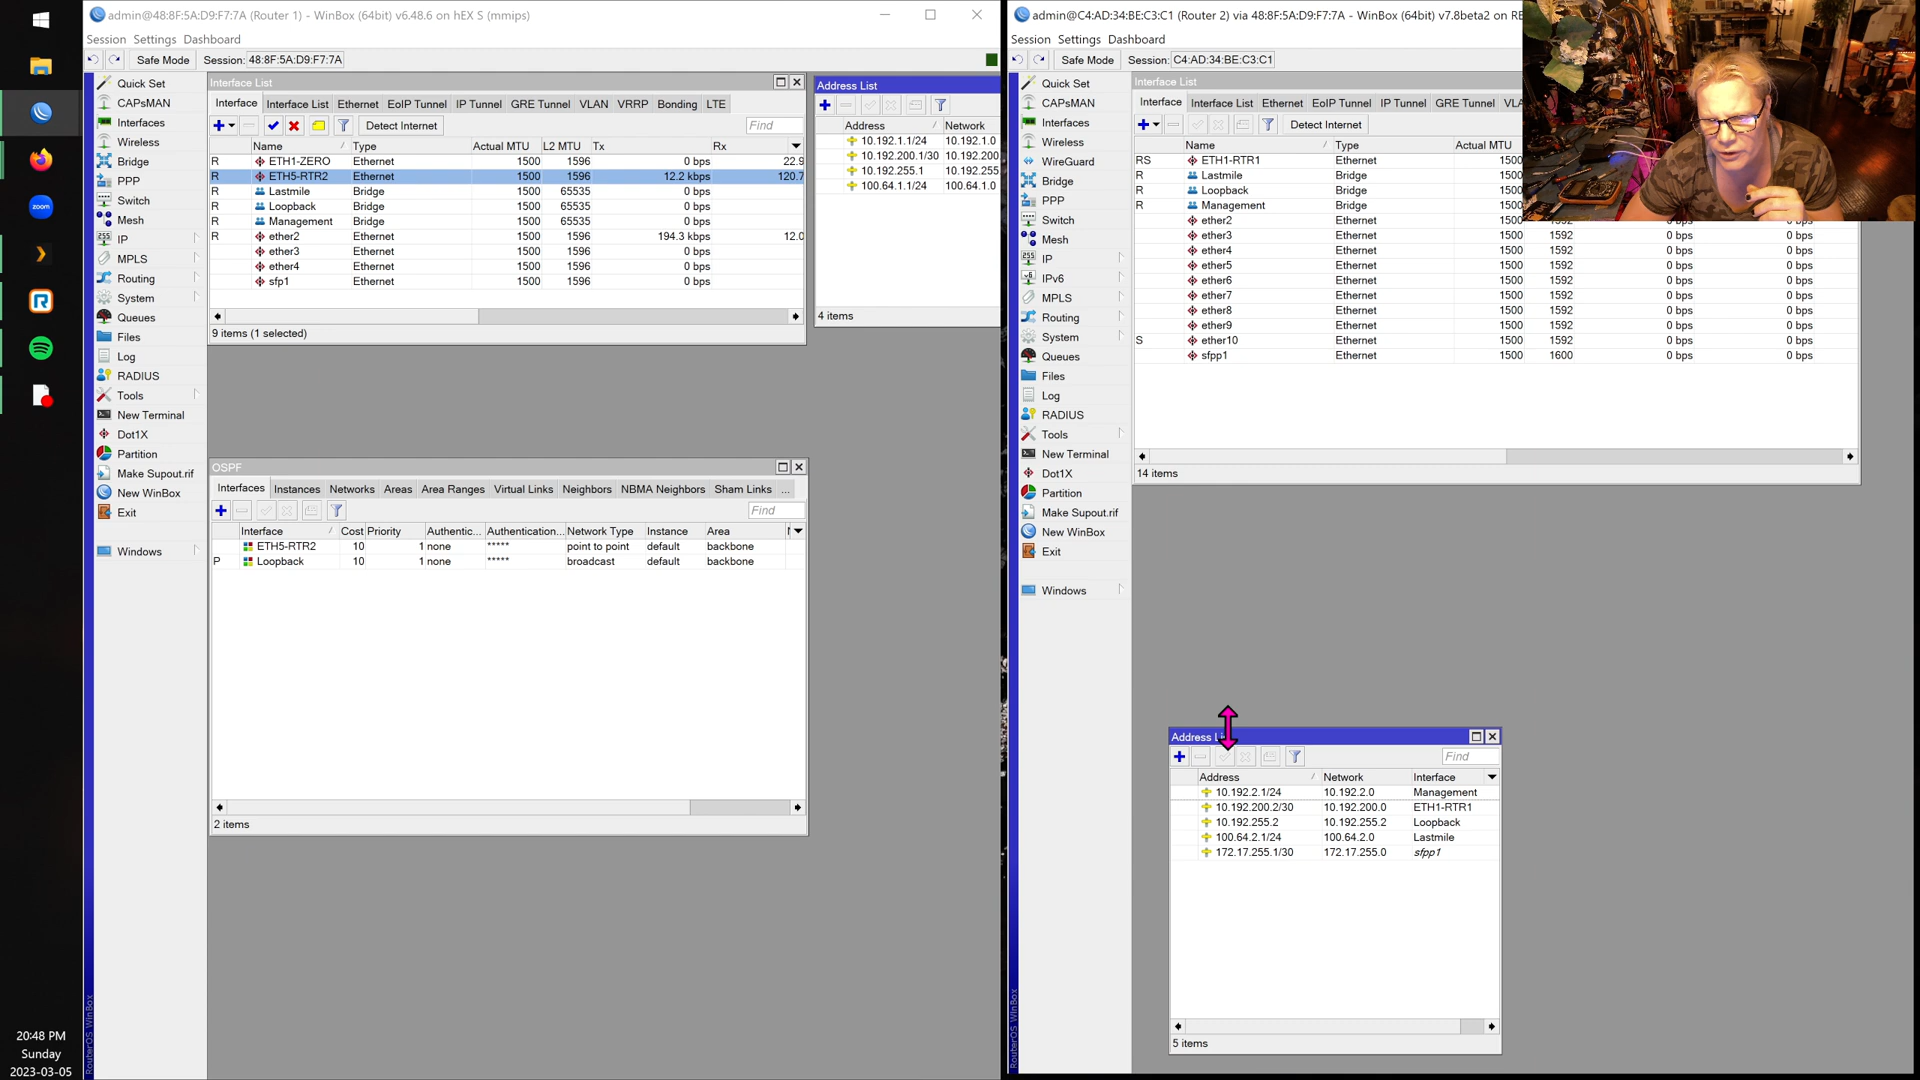 admin@48:8F:5A:D9:F7:7A (Router 1) - WinBox (64bit) v6.48.6 on hEX S (mmips)
Session Settings Dashboard
Safe Mode Session: 48:8F:5A:D9:F7:7A
Quick Set
CAPsMAN
Interfaces
Wireless
Bridge
PPP
Switch
Mesh
IP
MPLS
Routing
System
Queues
Files
Log
RADIUS
Tools
New Terminal
Dot1X
Partition
Make Supout.rif
New WinBox
Exit
Windows
RouterOS WinBox
Interface List
Interface Interface List Ethernet EoIP Tunnel IP Tunnel GRE Tunnel VLAN VRRP Bonding LTE
Detect Internet Find
Name Type Actual MTU L2 MTU Tx Rx
R ETH1-ZERO Ethernet 1500 1596 0 bps 22.9
R ETH5-RTR2 Ethernet 1500 1596 12.2 kbps 120.7
R Lastmile Bridge 1500 65535 0 bps
R Loopback Bridge 1500 65535 0 bps
R Management Bridge 1500 65535 0 bps
R ether2 Ethernet 1500 1596 194.3 kbps 12.0
ether3 Ethernet 1500 1596 0 bps
ether4 Ethernet 1500 1596 0 bps
sfp1 Ethernet 1500 1596 0 bps
9 items (1 selected)
Address List
Address Network
10.192.1.1/24 10.192.1.0
10.192.200.1/30 10.192.200
10.192.255.1 10.192.255
100.64.1.1/24 100.64.1.0
4 items
OSPF
Interfaces Instances Networks Areas Area Ranges Virtual Links Neighbors NBMA Neighbors Sham Links ...
Find
Interface Cost Priority Authentic... Authentication... Network Type Instance Area
ETH5-RTR2 10 1 none ***** point to point default backbone
P Loopback 10 1 none ***** broadcast default backbone
2 items
admin@C4:AD:34:BE:C3:C1 (Router 2) via 48:8F:5A:D9:F7:7A - WinBox (64bit) v7.8beta2 on RE
Session Settings Dashboard
Safe Mode Session: C4:AD:34:BE:C3:C1
Quick Set
CAPsMAN
Interfaces
Wireless
WireGuard
Bridge
PPP
Switch
Mesh
IP
IPv6
MPLS
Routing
System
Queues
Files
Log
RADIUS
Tools
New Terminal
Dot1X
Partition
Make Supout.rif
New WinBox
Exit
Windows
RouterOS WinBox
Interface List
Interface Interface List Ethernet EoIP Tunnel IP Tunnel GRE Tunnel VLA
Detect Internet
Name Type Actual MTU
RS ETH1-RTR1 Ethernet 1500
R Lastmile Bridge 1500
R Loopback Bridge 1500
R Management Bridge 1500
ether2 Ethernet 1500 1592 0 bps 0 bps
ether3 Ethernet 1500 1592 0 bps 0 bps
ether4 Ethernet 1500 1592 0 bps 0 bps
ether5 Ethernet 1500 1592 0 bps 0 bps
ether6 Ethernet 1500 1592 0 bps 0 bps
ether7 Ethernet 1500 1592 0 bps 0 bps
ether8 Ethernet 1500 1592 0 bps 0 bps
ether9 Ethernet 1500 1592 0 bps 0 bps
S ether10 Ethernet 1500 1592 0 bps 0 bps
sfpp1 Ethernet 1500 1600 0 bps 0 bps
14 items
Address Li
Find
Address Network Interface
10.192.2.1/24 10.192.2.0 Management
10.192.200.2/30 10.192.200.0 ETH1-RTR1
10.192.255.2 10.192.255.2 Loopback
100.64.2.1/24 100.64.2.0 Lastmile
172.17.255.1/30 172.17.255.0 sfpp1
5 items
zoom
20:48 PM
Sunday
2023-03-05